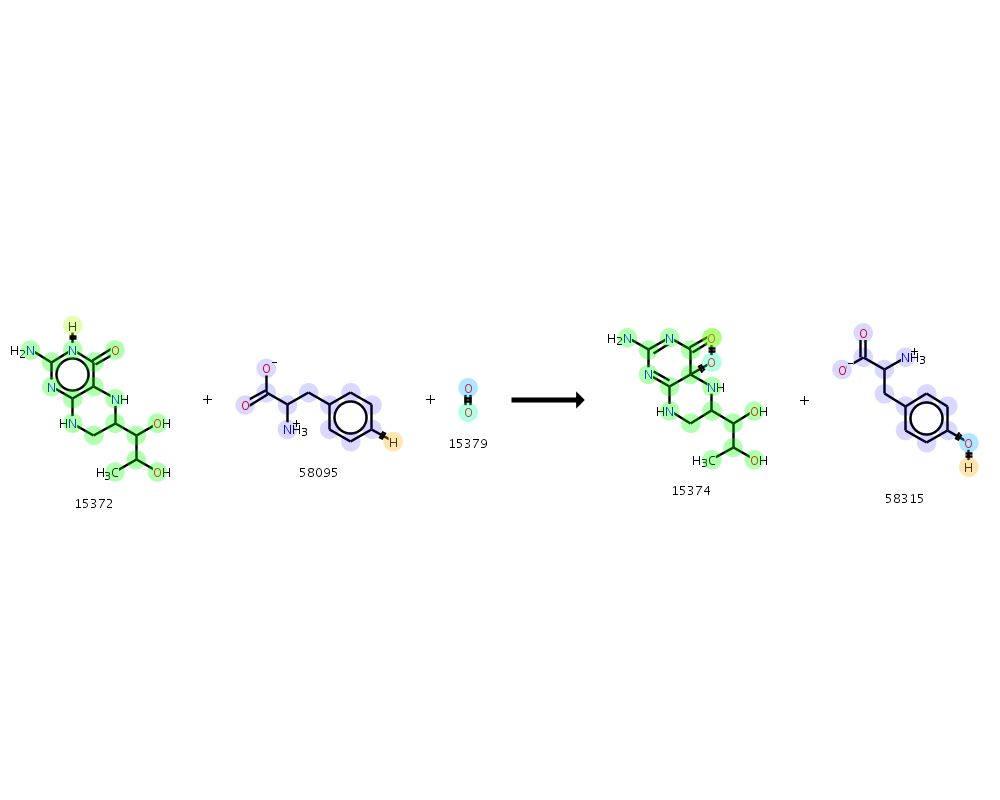 H
H₂N N O
N NH
HN OH
H₃C OH
15372
+
O⁻
O
NH₃⁺
H
58095
+
O
O
15379
H₂N N O
O
N NH
HN OH
H₃C OH
15374
+
O
O⁻ NH₃⁺
O
H
58315